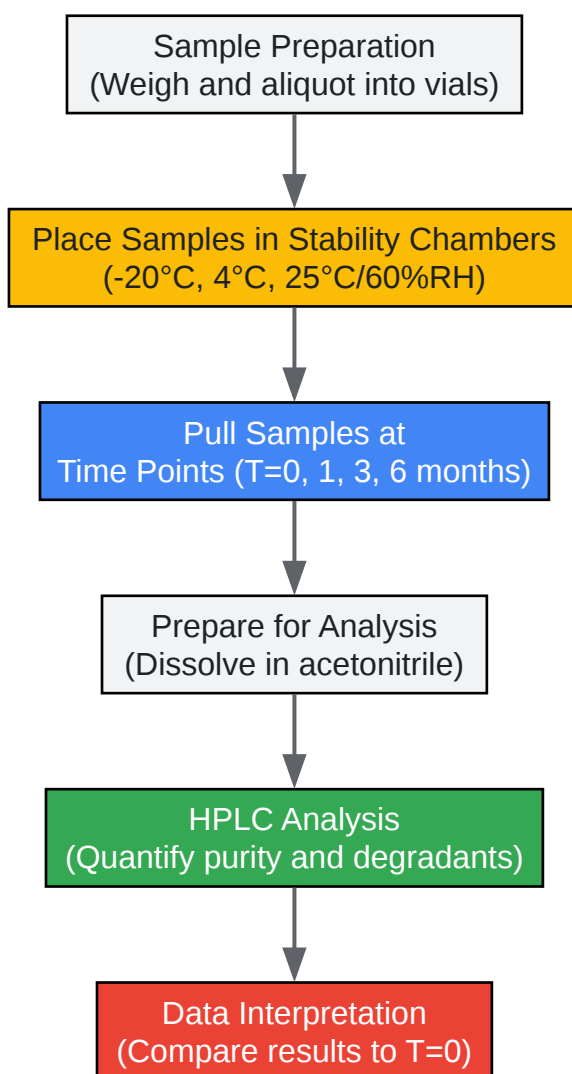 Sample Preparation
(Weigh and aliquot into vials)
Place Samples in Stability Chambers
(-20°C, 4°C, 25°C/60%RH)
Pull Samples at
Time Points (T=0, 1, 3, 6 months)
Prepare for Analysis
(Dissolve in acetonitrile)
HPLC Analysis
(Quantify purity and degradants)
Data Interpretation
(Compare results to T=0)